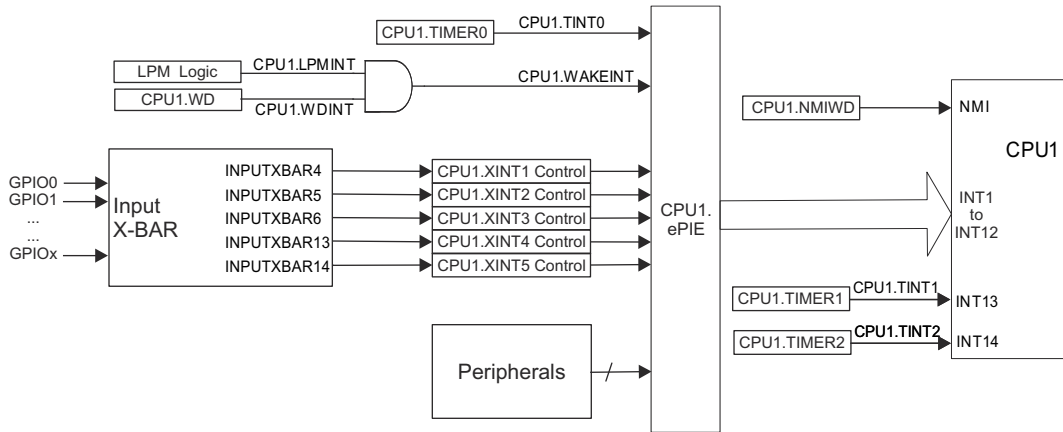 CPU1.TIMER0
CPU1.TINT0
LPM Logic
CPU1.LPMINT
CPU1.WD
CPU1.WDINT
CPU1.WAKEINT
GPIO0
GPIO1
...
...
GPIOx
Input
X-BAR
INPUTXBAR4
INPUTXBAR5
INPUTXBAR6
INPUTXBAR13
INPUTXBAR14
CPU1.XINT1 Control
CPU1.XINT2 Control
CPU1.XINT3 Control
CPU1.XINT4 Control
CPU1.XINT5 Control
Peripherals
CPU1.
ePIE
CPU1.NMIWD
NMI
CPU1
INT1
to
INT12
CPU1.TIMER1
CPU1.TINT1
INT13
CPU1.TIMER2
CPU1.TINT2
INT14